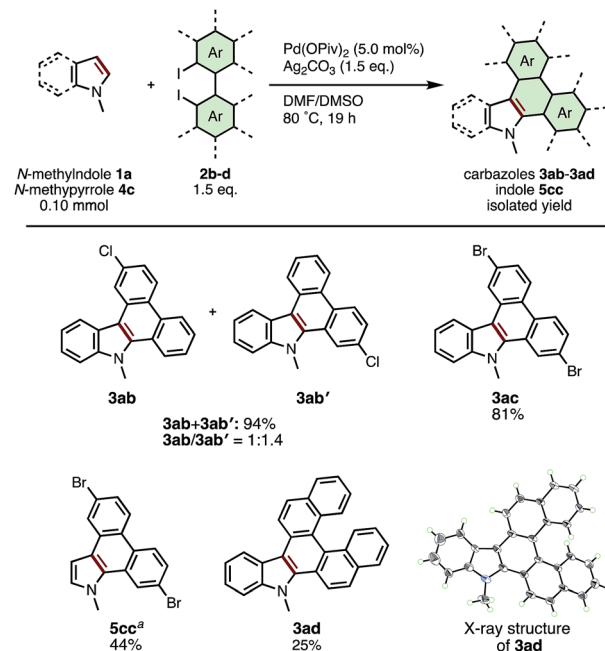 Ar
Ar
I
I
N
+
Pd(OPiv)2 (5.0 mol%)
Ag2CO3 (1.5 eq.)
DMF/DMSO
80 ˚C, 19 h
Ar
Ar
N
N-methylndole 1a
N-methypyrrole 4c
0.10 mmol
2b-d
1.5 eq.
carbazoles 3ab-3ad
indole 5cc
isolated yield
Cl
N
+
N
Cl
Br
N
Br
3ab
3ab′
3ac
81%
3ab+3ab′: 94%
3ab/3ab′ = 1:1.4
Br
N
Br
N
5cca
44%
3ad
25%
X-ray structure
of 3ad